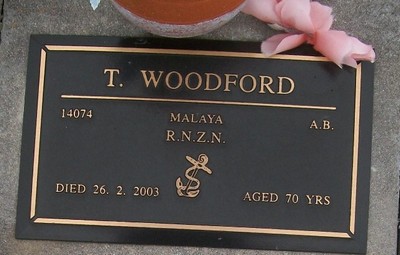 T. WOODFORD
14074 MALAYA A.B.
R.N.Z.N.
DIED 26. 2. 2003 AGED 70 YRS